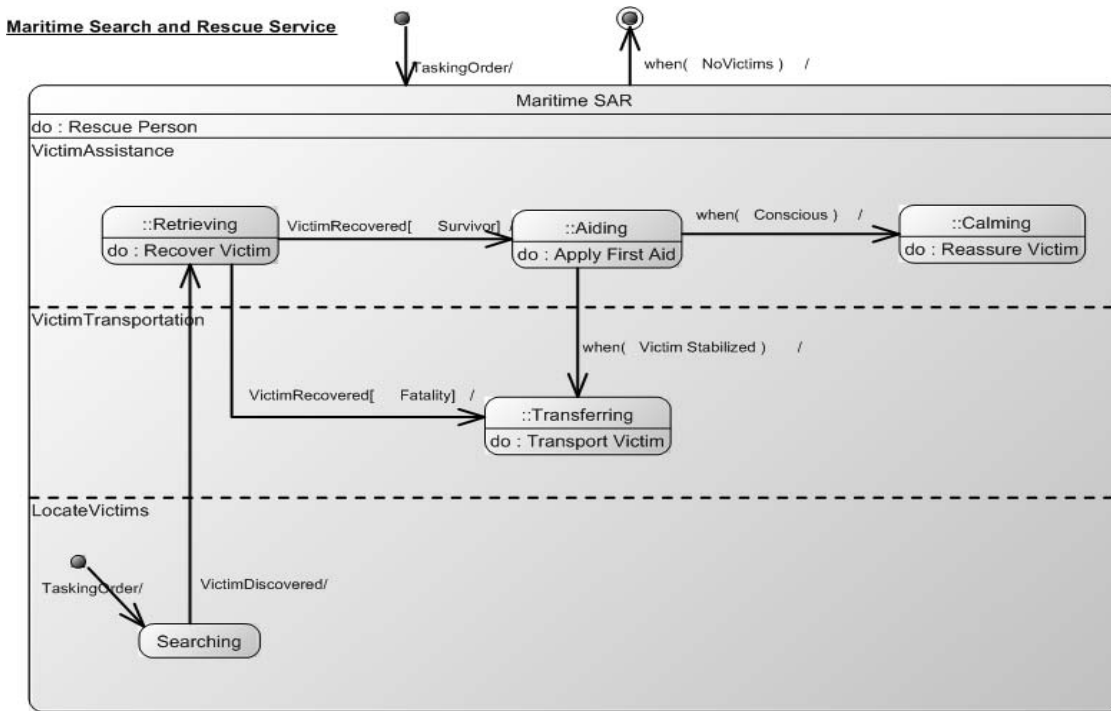 Maritime Search and Rescue Service
TaskingOrder/
when( NoVictims ) /
Maritime SAR
do : Rescue Person
VictimAssistance
::Retrieving
do : Recover Victim
VictimRecovered[ Survivor] /
::Aiding
do : Apply First Aid
when( Conscious ) /
::Calming
do : Reassure Victim
VictimTransportation
when( Victim Stabilized ) /
VictimRecovered[ Fatality] /
::Transferring
do : Transport Victim
LocateVictims
TaskingOrder/
VictimDiscovered/
Searching